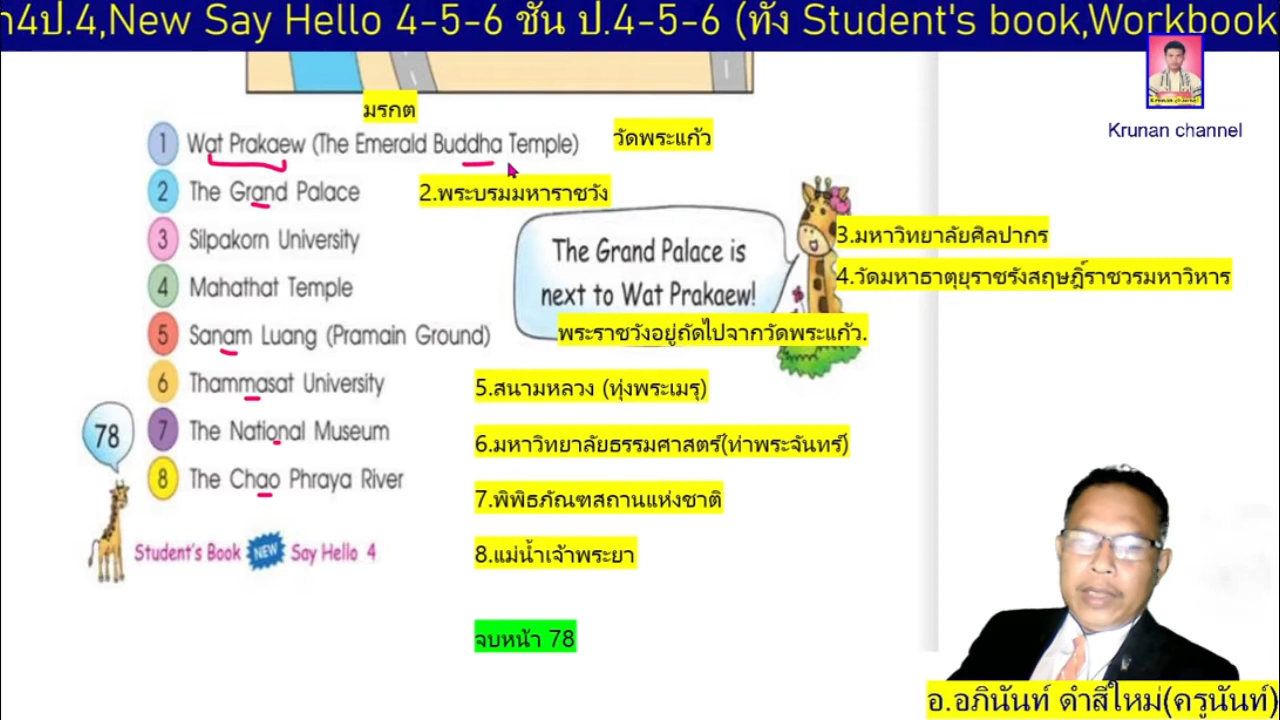 า4ป.4,New Say Hello 4-5-6 ชั้น ป.4-5-6 (ทั้ง Student's book,Workbook
Krunan channel
มรกต
1 Wat Prakaew (The Emerald Buddha Temple) วัดพระแก้ว
2 The Grand Palace 2.พระบรมมหาราชวัง
3 Silpakorn University
The Grand Palace is
next to Wat Prakaew!
3.มหาวิทยาลัยศิลปากร
4.วัดมหาธาตุยุราชรังสฤษฎิ์ราชวรมหาวิหาร
4 Mahathat Temple
พระราชวังอยู่ถัดไปจากวัดพระแก้ว.
5 Sanam Luang (Pramain Ground)
6 Thammasat University 5.สนามหลวง (ทุ่งพระเมรุ)
78
7 The National Museum 6.มหาวิทยาลัยธรรมศาสตร์(ท่าพระจันทร์)
8 The Chao Phraya River 7.พิพิธภัณฑสถานแห่งชาติ
Student's Book NEW Say Hello 4 8.แม่น้ำเจ้าพระยา
จบหน้า 78
อ.อภินันท์ ดำสีใหม่(ครูนันท์)